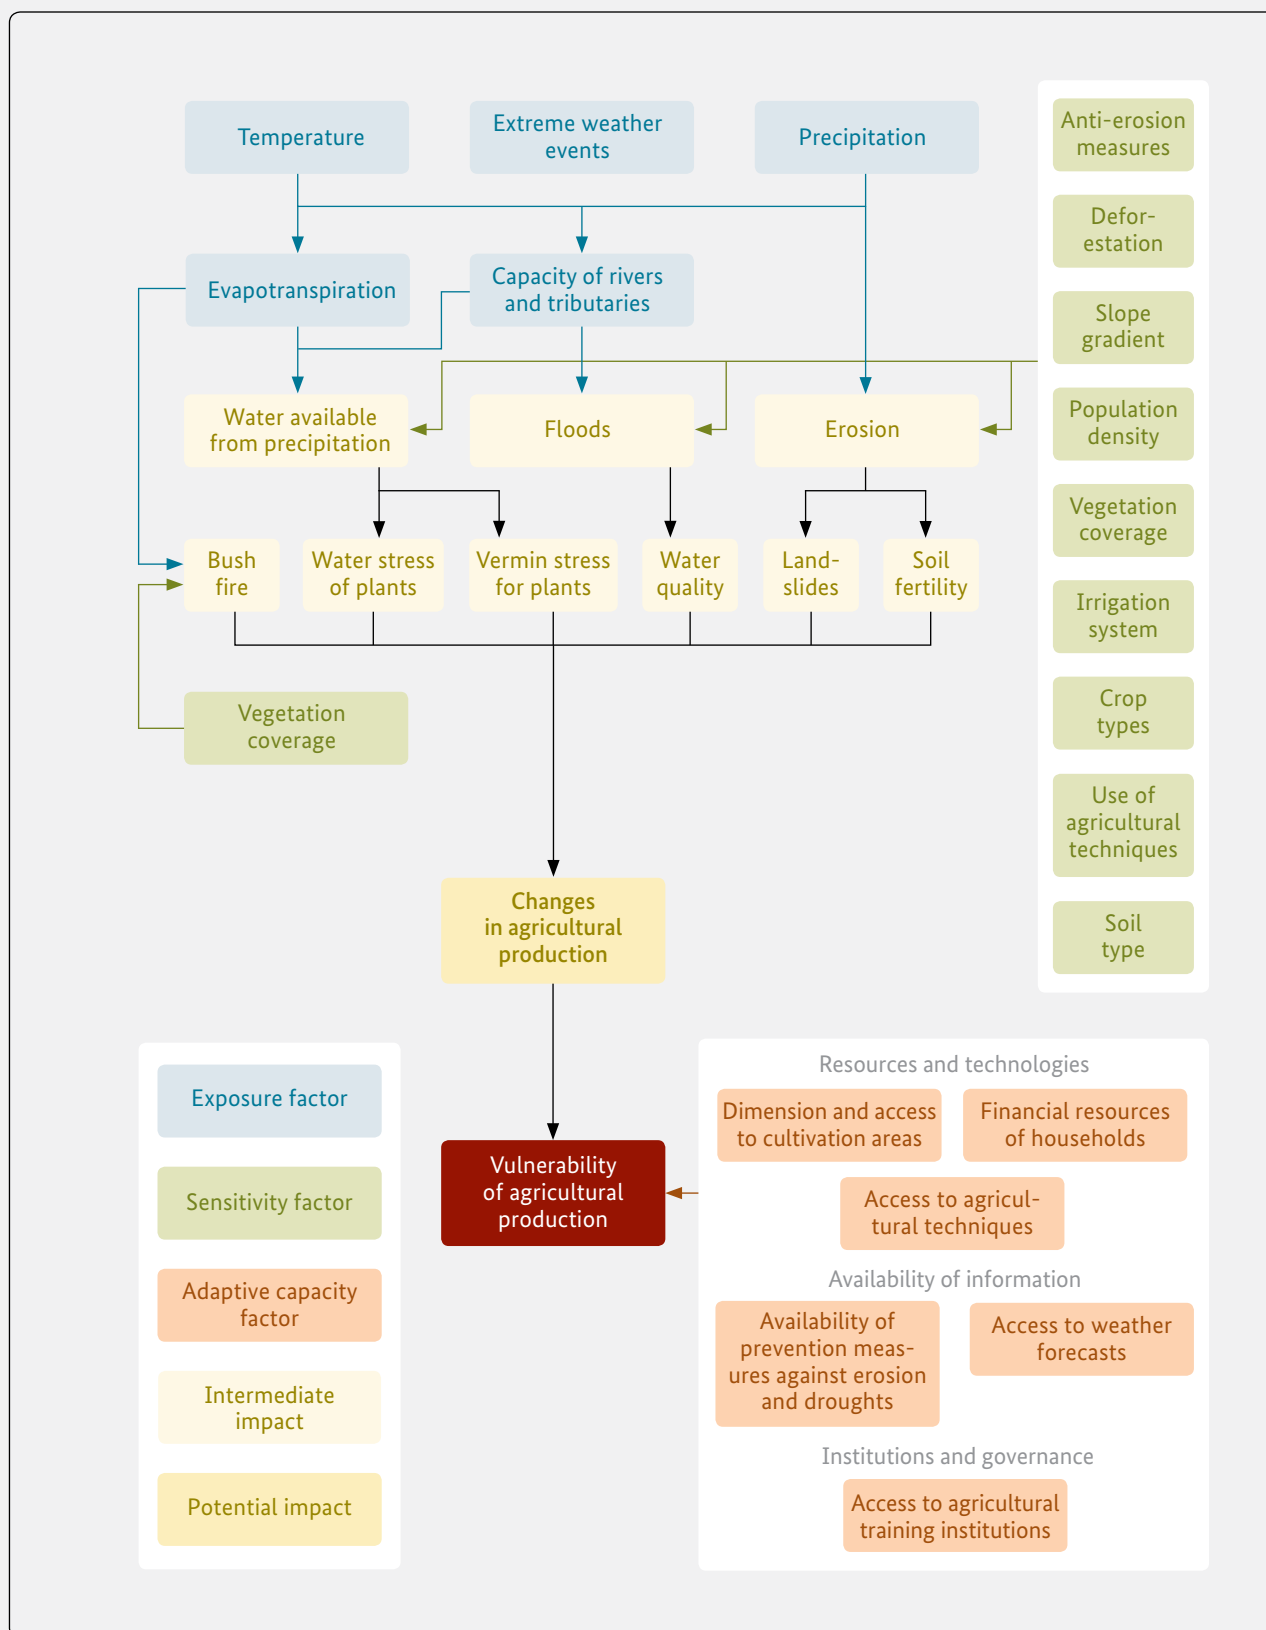 Temperature
Extreme weather
events
Precipitation
Evapotranspiration
Capacity of rivers
and tributaries
Water available
from precipitation
Floods
Erosion
Bush
fire
Water stress
of plants
Vermin stress
for plants
Water
quality
Land-
slides
Soil
fertility
Vegetation
coverage
Changes
in agricultural
production
Vulnerability
of agricultural
production
Anti-erosion
measures
Defor-
estation
Slope
gradient
Population
density
Vegetation
coverage
Irrigation
system
Crop
types
Use of
agricultural
techniques
Soil
type
Exposure factor
Sensitivity factor
Adaptive capacity
factor
Intermediate
impact
Potential impact
Resources and technologies
Dimension and access
to cultivation areas
Financial resources
of households
Access to agricul-
tural techniques
Availability of information
Availability of
prevention meas-
ures against erosion
and droughts
Access to weather
forecasts
Institutions and governance
Access to agricultural
training institutions